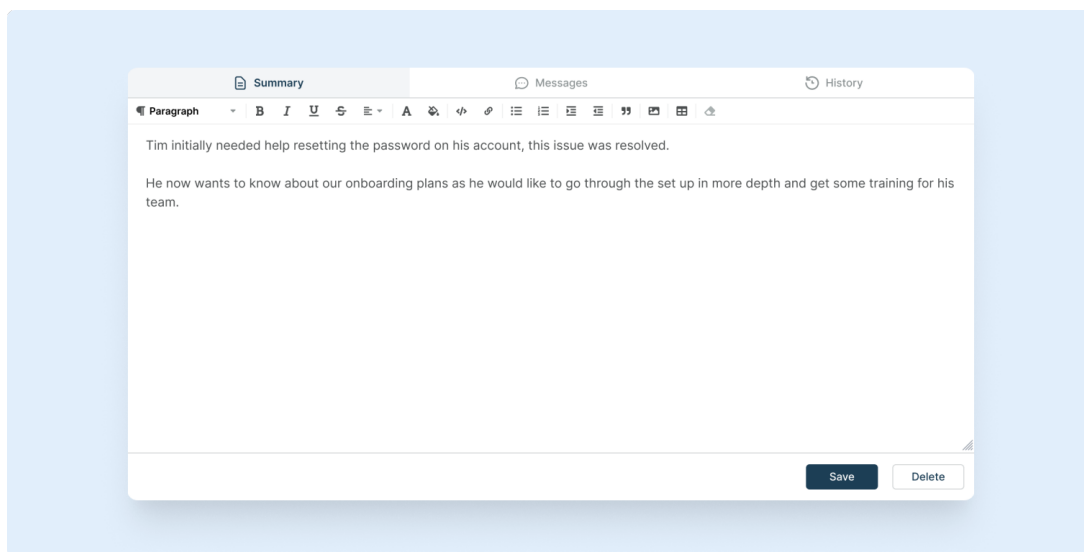 Summary
Messages
History
Paragraph
Tim initially needed help resetting the password on his account, this issue was resolved.
He now wants to know about our onboarding plans as he would like to go through the set up in more depth and get some training for his
team.
Save
Delete